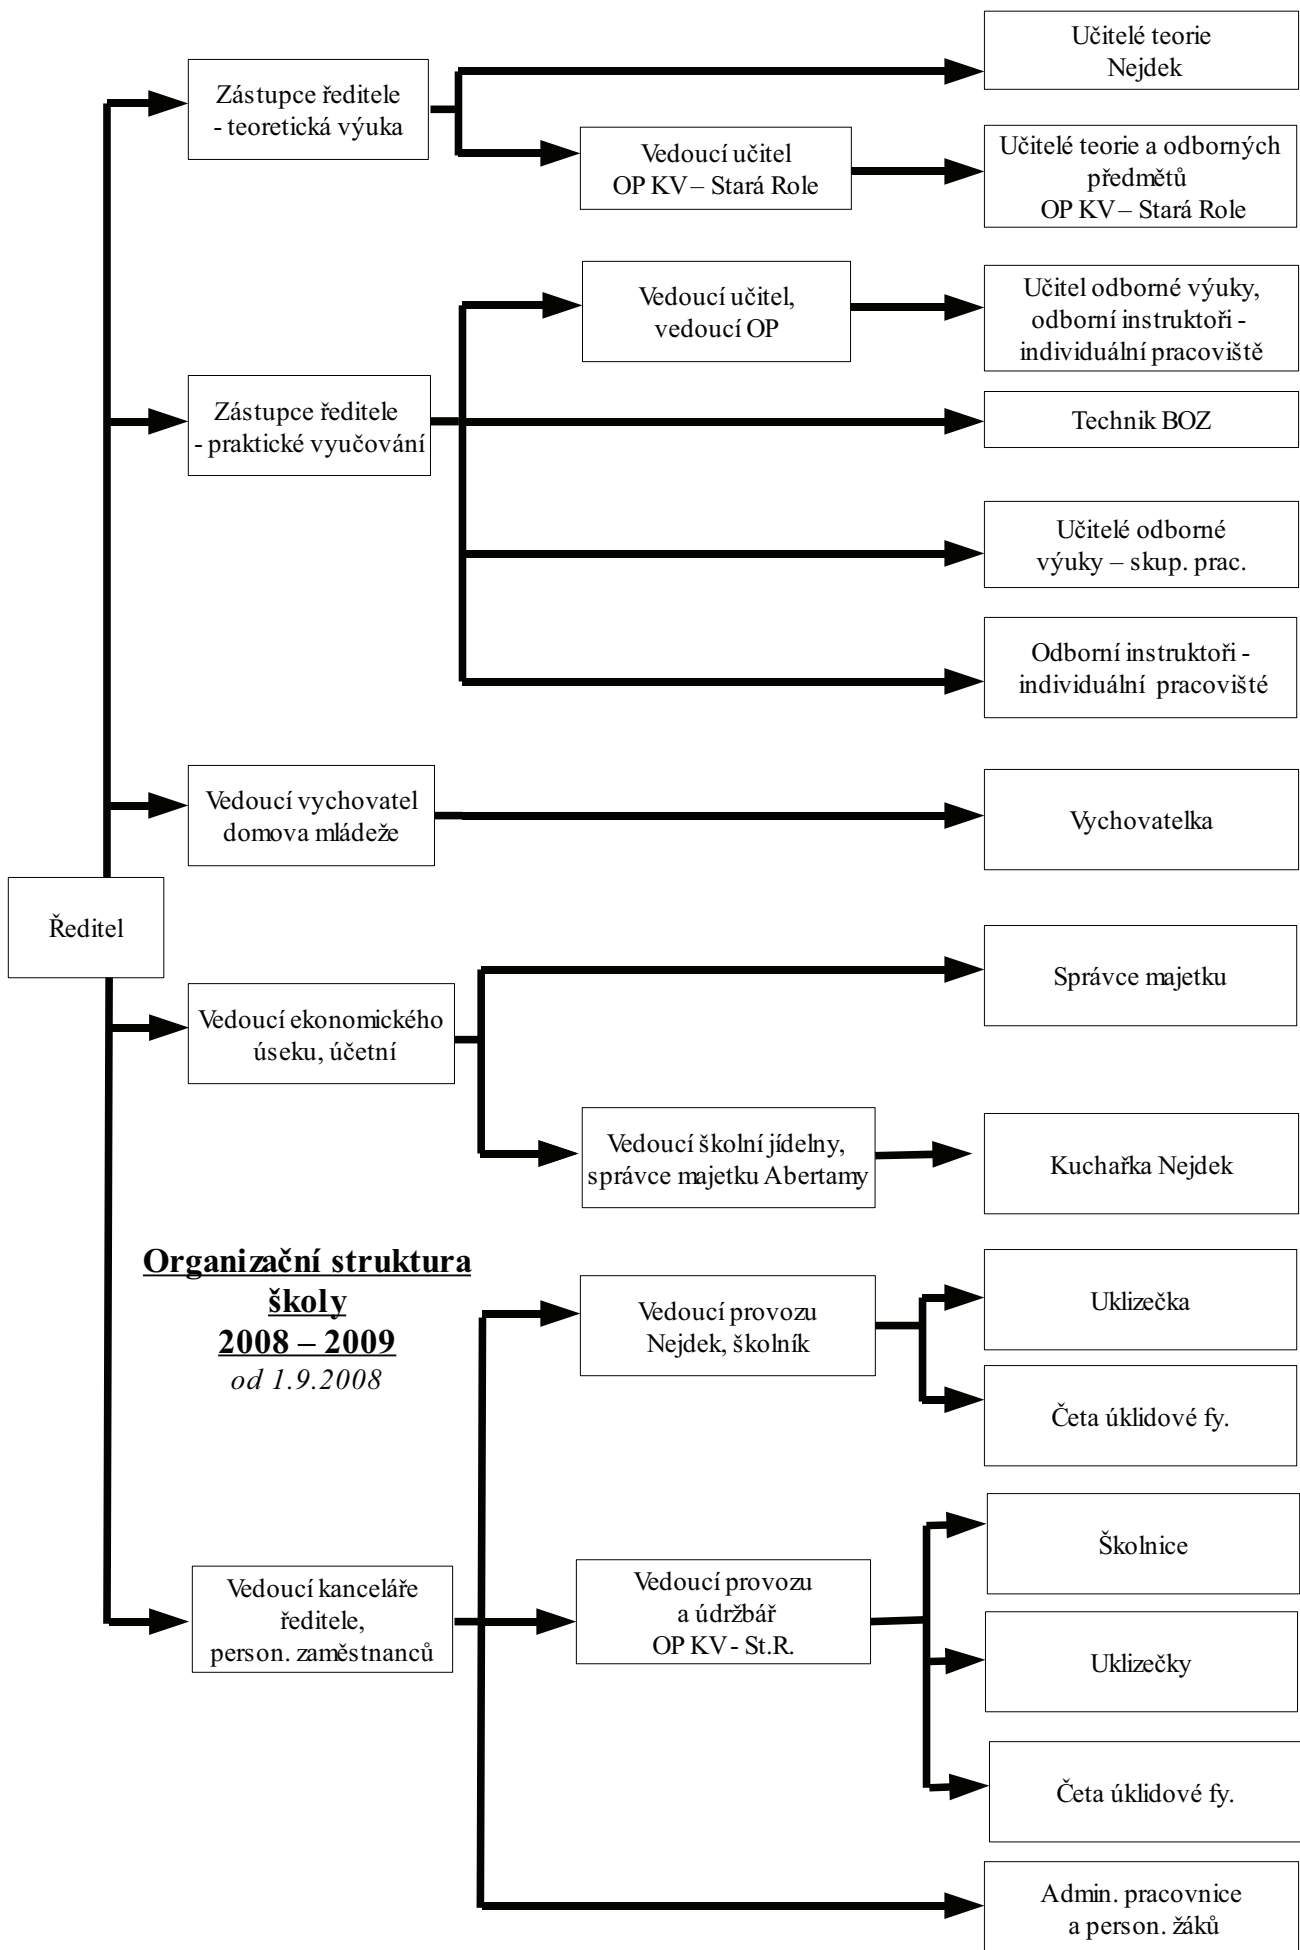 Učitelé teorie
Nejdek
Zástupce ředitele
- teoretická výuka
Vedoucí učitel
OP KV – Stará Role
Učitelé teorie a odborných
předmětů
OP KV – Stará Role
Vedoucí učitel,
vedoucí OP
Učitel odborné výuky,
odborní instruktoři -
individuální pracoviště
Zástupce ředitele
- praktické vyučování
Technik BOZ
Učitelé odborné
výuky – skup. prac.
Odborní instruktoři -
individuální pracovišté
Vedoucí vychovatel
domova mládeže
Vychovatelka
Ředitel
Správce majetku
Vedoucí ekonomického
úseku, účetní
Vedoucí školní jídelny,
správce majetku Abertamy
Kuchařka Nejdek
Organizační struktura
školy
2008 – 2009
od 1.9.2008
Vedoucí provozu
Nejdek, školník
Uklizečka
Četa úklidové fy.
Vedoucí kanceláře
ředitele,
person. zaměstnanců
Vedoucí provozu
a údržbář
OP KV - St.R.
Školnice
Uklizečky
Četa úklidové fy.
Admin. pracovnice
a person. žáků